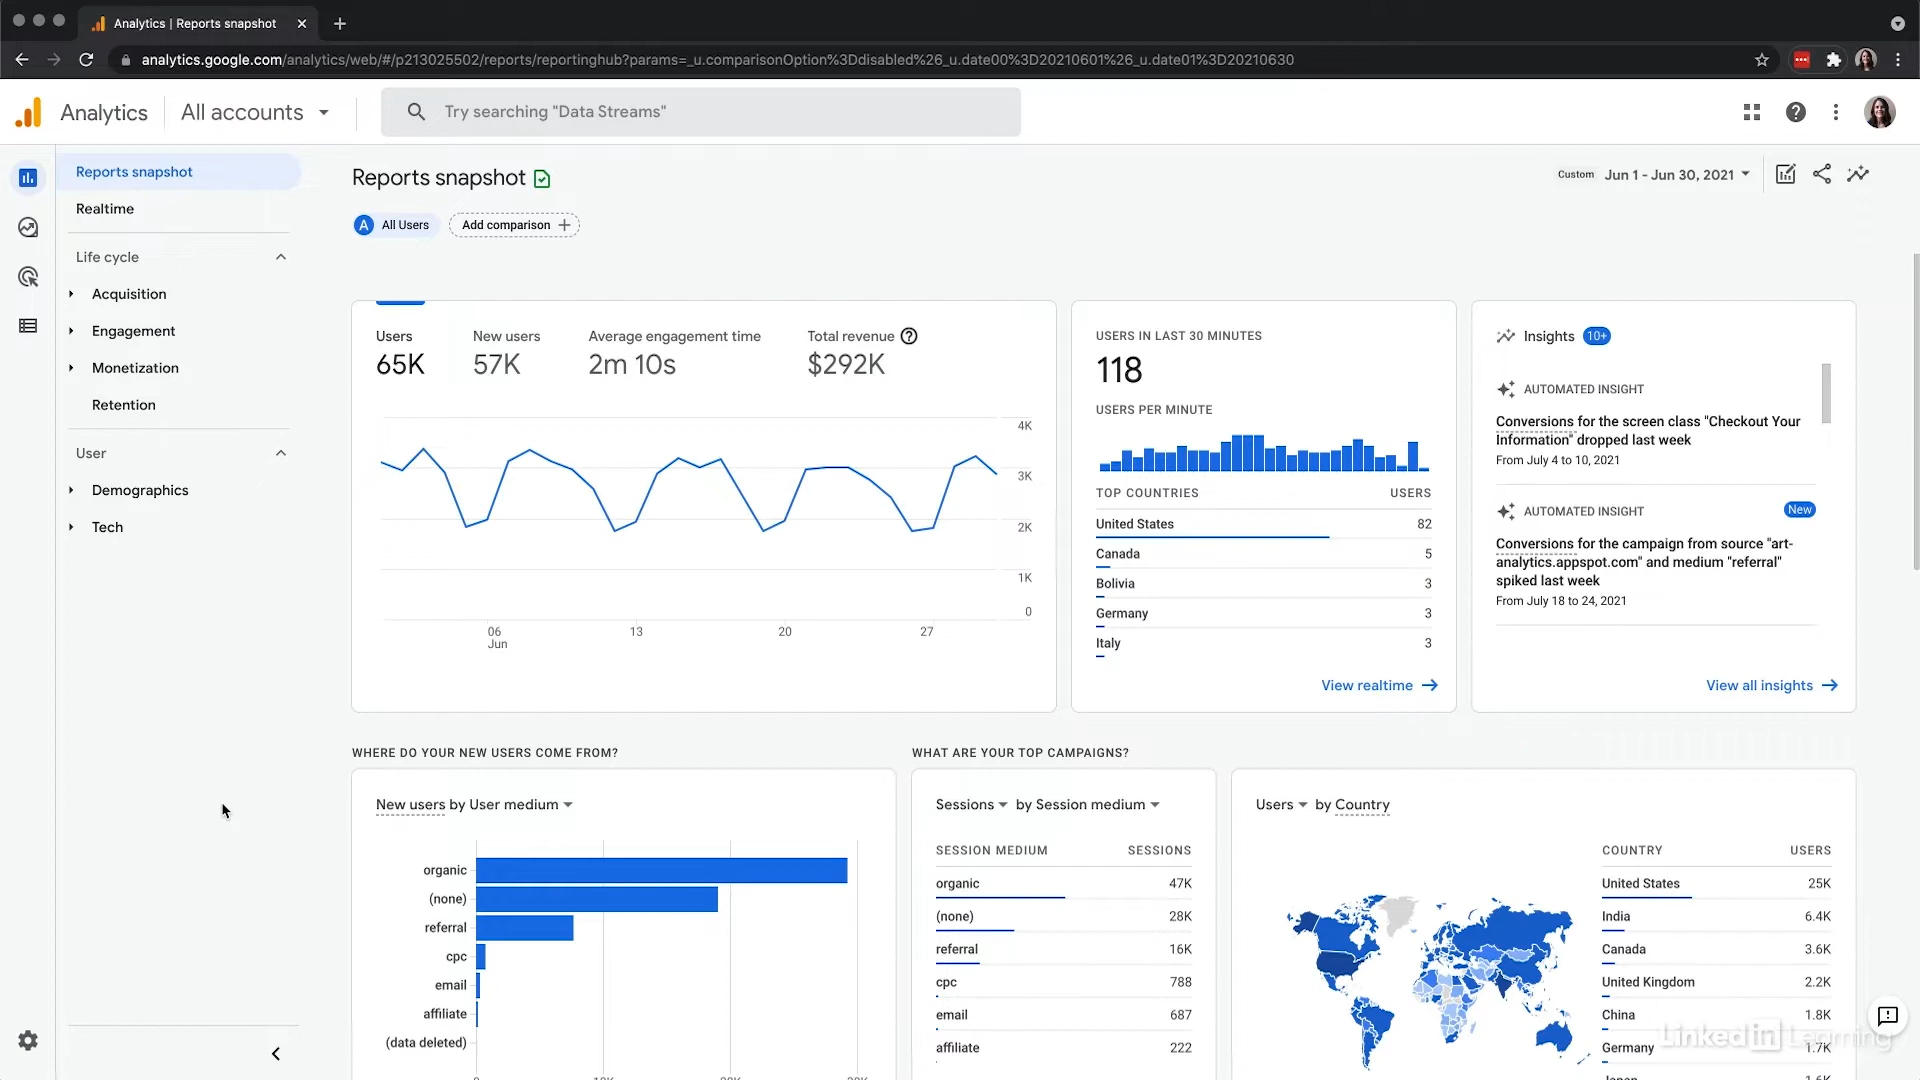 Analytics | Reports snapshot
analytics.google.com/analytics/web/#/p213025502/reports/reportinghub?params=_u.comparisonOption%3Ddisabled%26_u.date00%3D20210601%26_u.date01%3D20210630
Analytics
All accounts
Try searching "Data Streams"
Reports snapshot
Realtime
Life cycle
Acquisition
Engagement
Monetization
Retention
User
Demographics
Tech
Reports snapshot
Custom Jun 1 - Jun 30, 2021
A All Users
Add comparison
Users
65K
New users
57K
Average engagement time
2m 10s
Total revenue
$292K
4K
3K
2K
1K
0
06
Jun
13
20
27
USERS IN LAST 30 MINUTES
118
USERS PER MINUTE
TOP COUNTRIES USERS
United States 82
Canada 5
Bolivia 3
Germany 3
Italy 3
View realtime
Insights 10+
AUTOMATED INSIGHT
Conversions for the screen class "Checkout Your
Information" dropped last week
From July 4 to 10, 2021
AUTOMATED INSIGHT New
Conversions for the campaign from source "art-
analytics.appspot.com" and medium "referral"
spiked last week
From July 18 to 24, 2021
View all insights
WHERE DO YOUR NEW USERS COME FROM?
New users by User medium
organic
(none)
referral
cpc
email
affiliate
(data deleted)
WHAT ARE YOUR TOP CAMPAIGNS?
Sessions by Session medium
SESSION MEDIUM SESSIONS
organic 47K
(none) 28K
referral 16K
cpc 788
email 687
affiliate 222
Users by Country
COUNTRY USERS
United States 25K
India 6.4K
Canada 3.6K
United Kingdom 2.2K
China 1.8K
Germany 1.7K
LinkedIn Learning